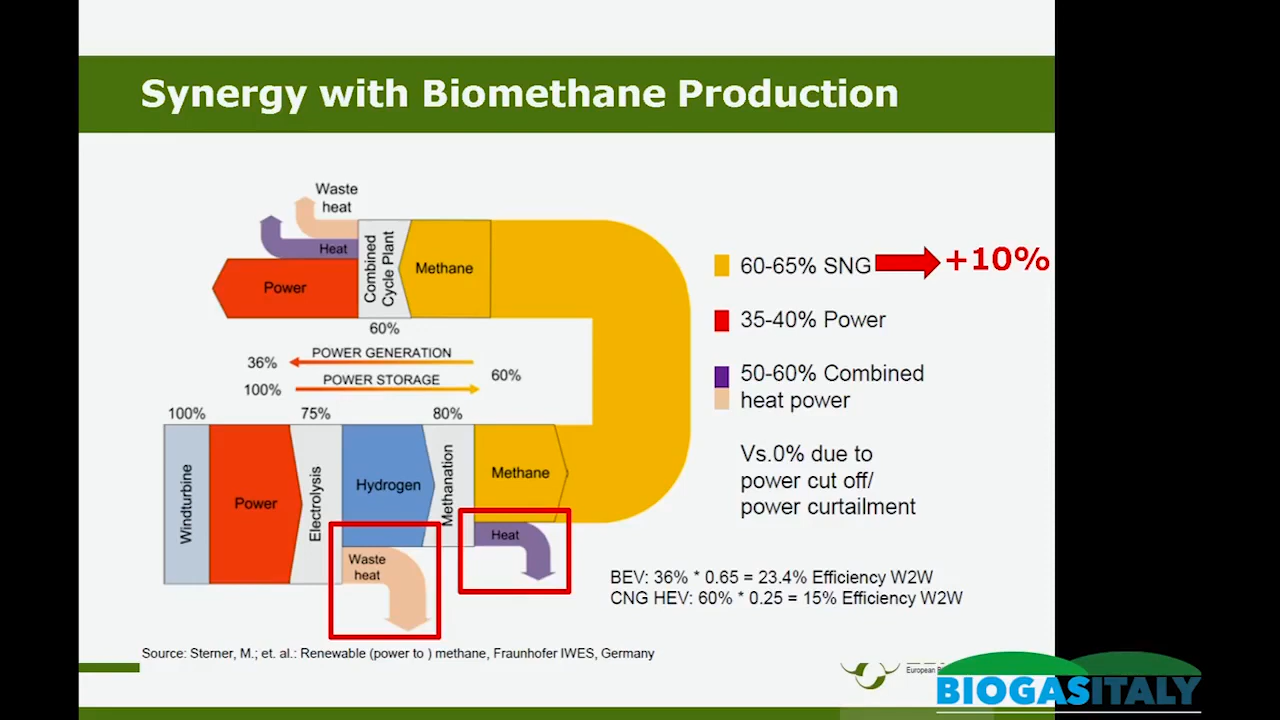 Synergy with Biomethane Production
Waste
heat
Heat
Power
Combined
Cycle Plant
Methane
60%
36%
POWER GENERATION
100%
POWER STORAGE
60%
100%
75%
80%
Windturbine
Power
Electrolysis
Hydrogen
Methanation
Methane
Waste
heat
Heat
60-65% SNG
+10%
35-40% Power
50-60% Combined
heat power
Vs.0% due to
power cut off/
power curtailment
BEV: 36% * 0.65 = 23.4% Efficiency W2W
CNG HEV: 60% * 0.25 = 15% Efficiency W2W
Source: Sterner, M.; et. al.: Renewable (power to ) methane, Fraunhofer IWES, Germany
European
BIOGASITALY